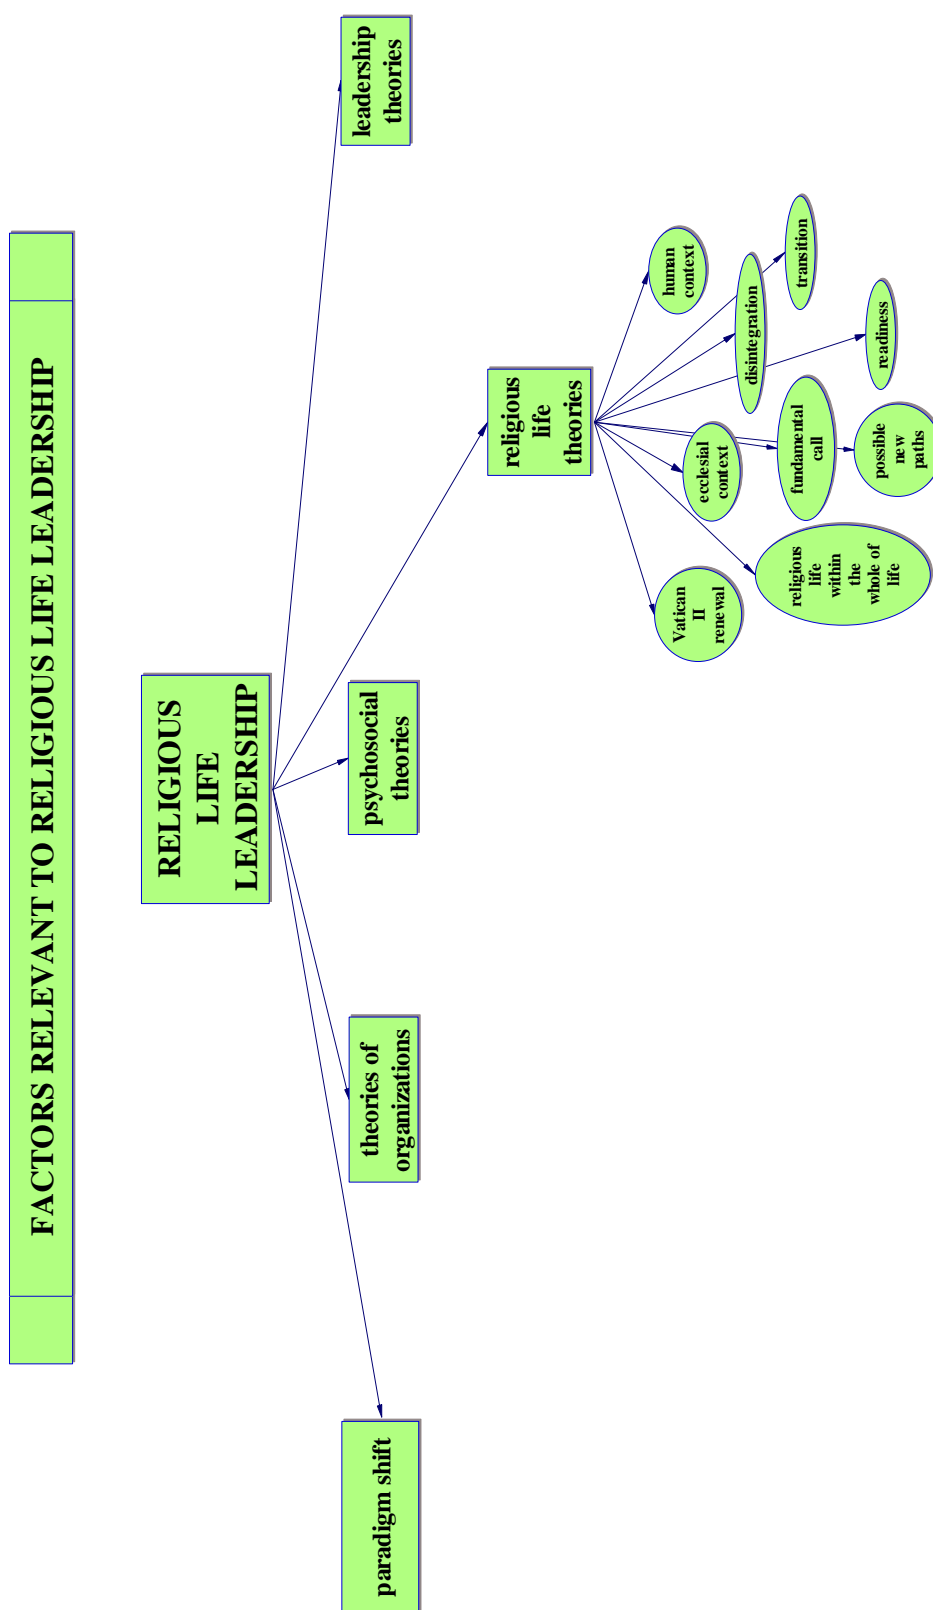 FACTORS RELEVANT TO RELIGIOUS LIFE LEADERSHIP
RELIGIOUS
LIFE
LEADERSHIP
paradigm shift
theories of
organizations
psychosocial
theories
religious
life
theories
leadership
theories
Vatican
II
renewal
religious
life
within
the
whole of
life
ecclesial
context
fundamental
call
possible
new
paths
readiness
disintegration
human
context
transition